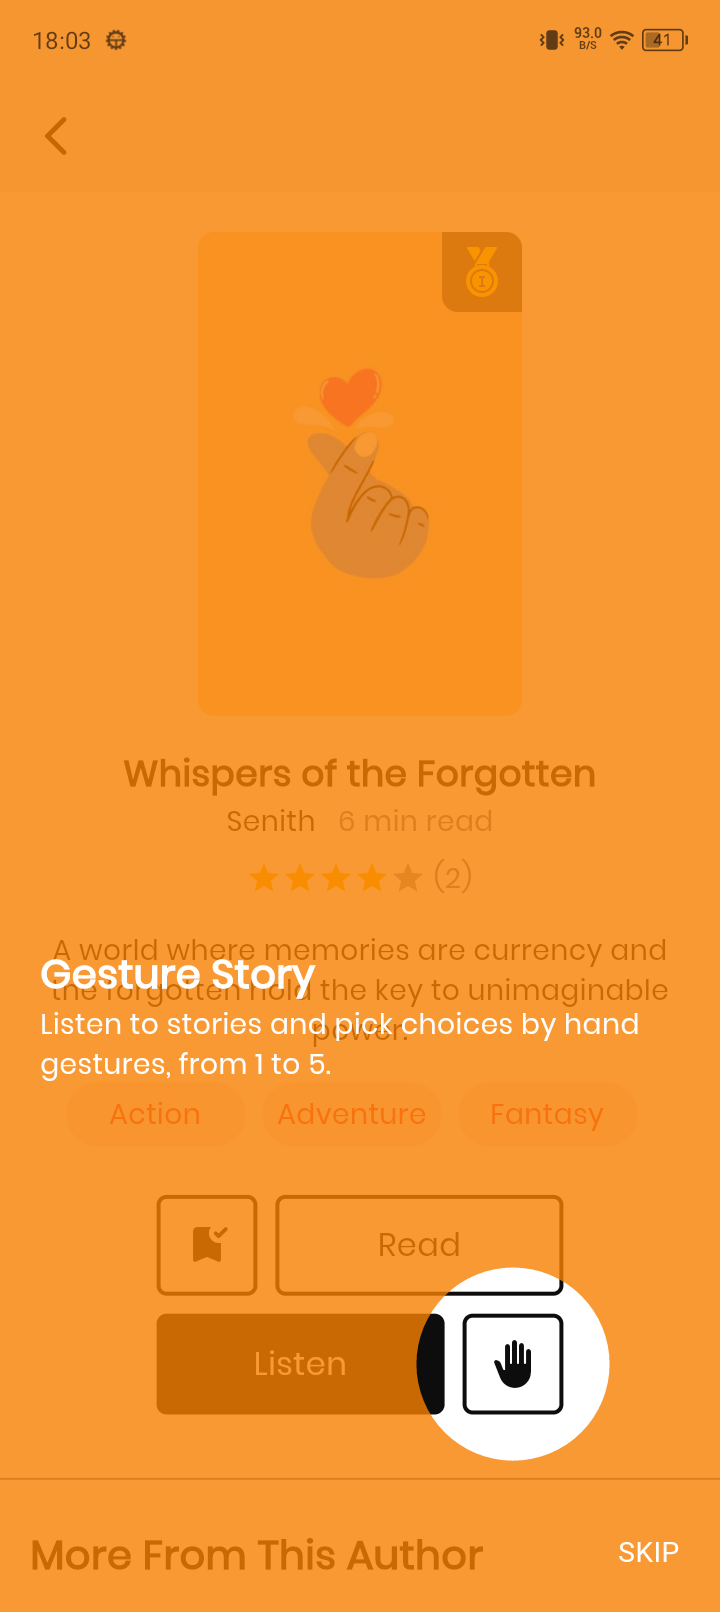 18:03
93.0
B/S
41
Whispers of the Forgotten
Senith 6 min read
(2)
A world where memories are currency and
the forgotten hold the key to unimaginable
power.
Gesture Story
Listen to stories and pick choices by hand
gestures, from 1 to 5.
Action Adventure Fantasy
Read
Listen
More From This Author
SKIP